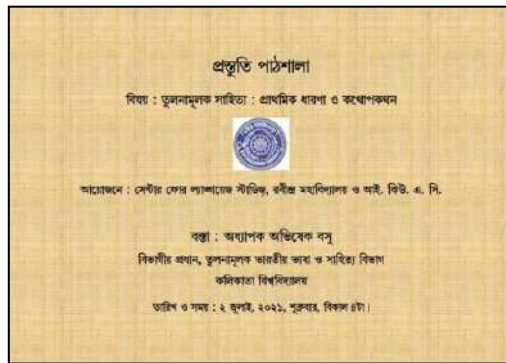 প্রস্তুতি পাঠশালা
বিষয় : তুলনামূলক সাহিত্য : প্রাথমিক ধারণা ও কথোপকথন
আয়োজনে : সেন্টার ফোর ল্যাঙ্গুয়েজ স্টাডিজ, রবীন্দ্র মহাবিদ্যালয় ও আই. কিউ. এ. সি.
বক্তা : অধ্যাপক অভিষেক বসু
বিভাগীয় প্রধান, তুলনামূলক ভারতীয় ভাষা ও সাহিত্য বিভাগ
কলিকাতা বিশ্ববিদ্যালয়
তারিখ ও সময় : ২ জুলাই, ২০২১, শুক্রবার, বিকাল ৪টা।